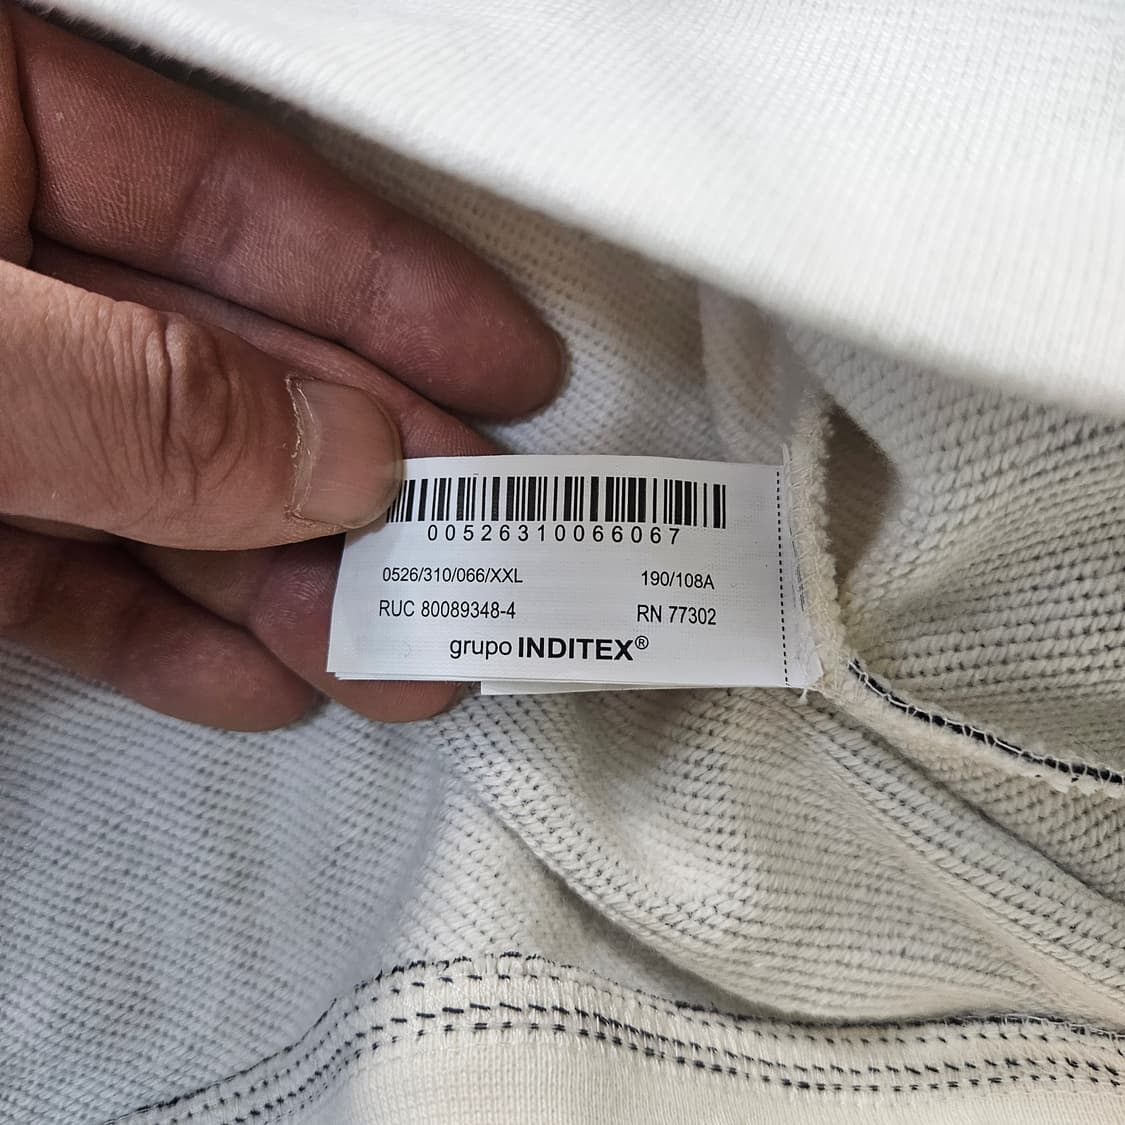 00526310066067
0526/310/066/XXL 190/108A
RUC 80089348-4 RN 77302
grupo INDITEX®